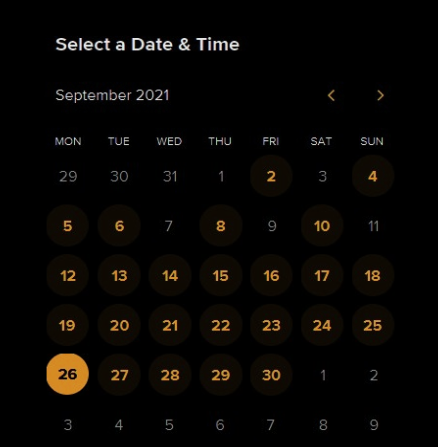 Select a Date & Time
September 2021
MON TUE WED THU FRI SAT SUN
29 30 31 1 2 3 4
5 6 7 8 9 10 11
12 13 14 15 16 17 18
19 20 21 22 23 24 25
26 27 28 29 30 1 2
3 4 5 6 7 8 9